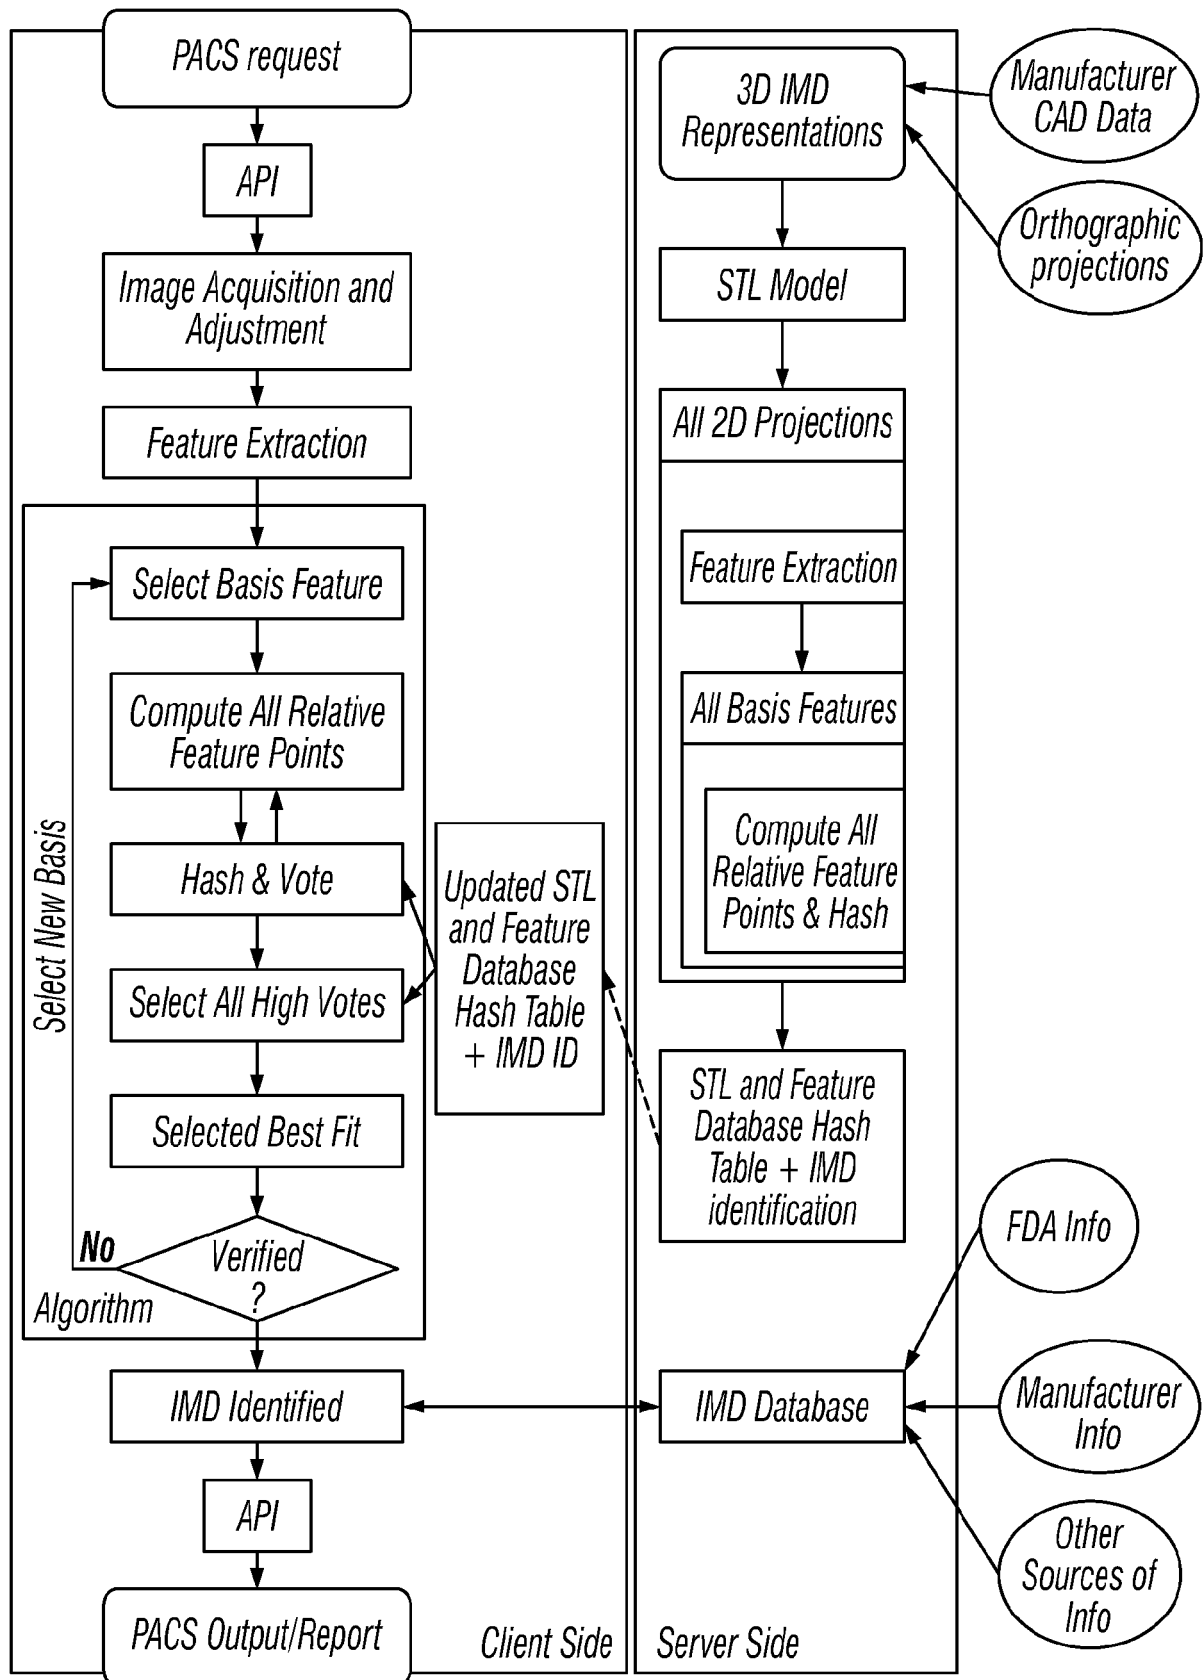 PACS request
API
Image Acquisition and
Adjustment
Feature Extraction
Select Basis Feature
Compute All Relative
Feature Points
Hash & Vote
Select All High Votes
Selected Best Fit
Verified
?
No
Select New Basis
Algorithm
IMD Identified
API
PACS Output/Report
Client Side
Updated STL
and Feature
Database
Hash Table
+ IMD ID
3D IMD
Representations
STL Model
All 2D Projections
Feature Extraction
All Basis Features
Compute All
Relative Feature
Points & Hash
STL and Feature
Database Hash
Table + IMD
identification
IMD Database
Server Side
Manufacturer
CAD Data
Orthographic
projections
FDA Info
Manufacturer
Info
Other
Sources of
Info